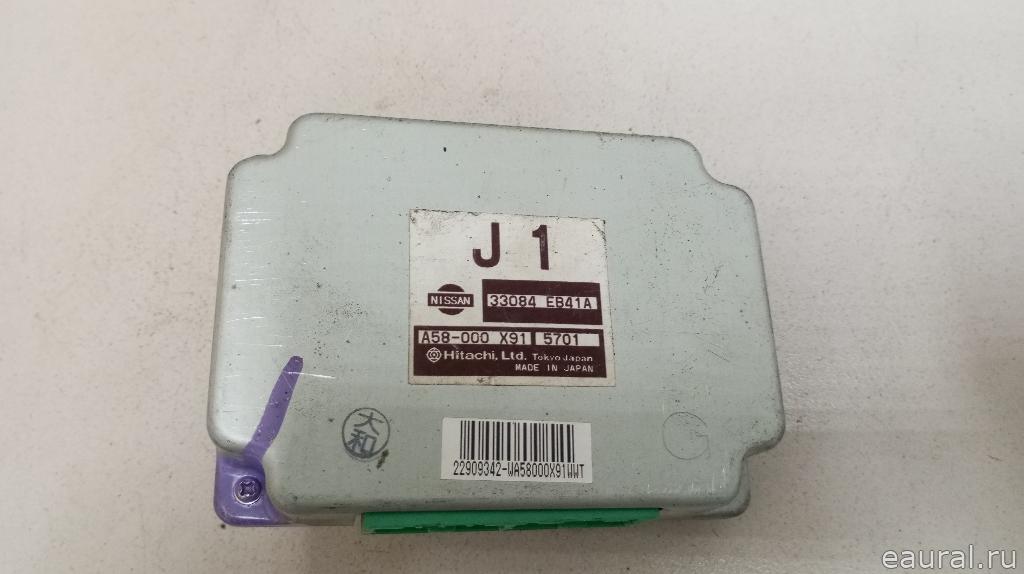 J 1
NISSAN 33084 EB41A
A58-000 X91 5701
Hitachi, Ltd. Tokyo Japan
MADE IN JAPAN
大和
22909342-WA58000X91WWT
eaural.ru